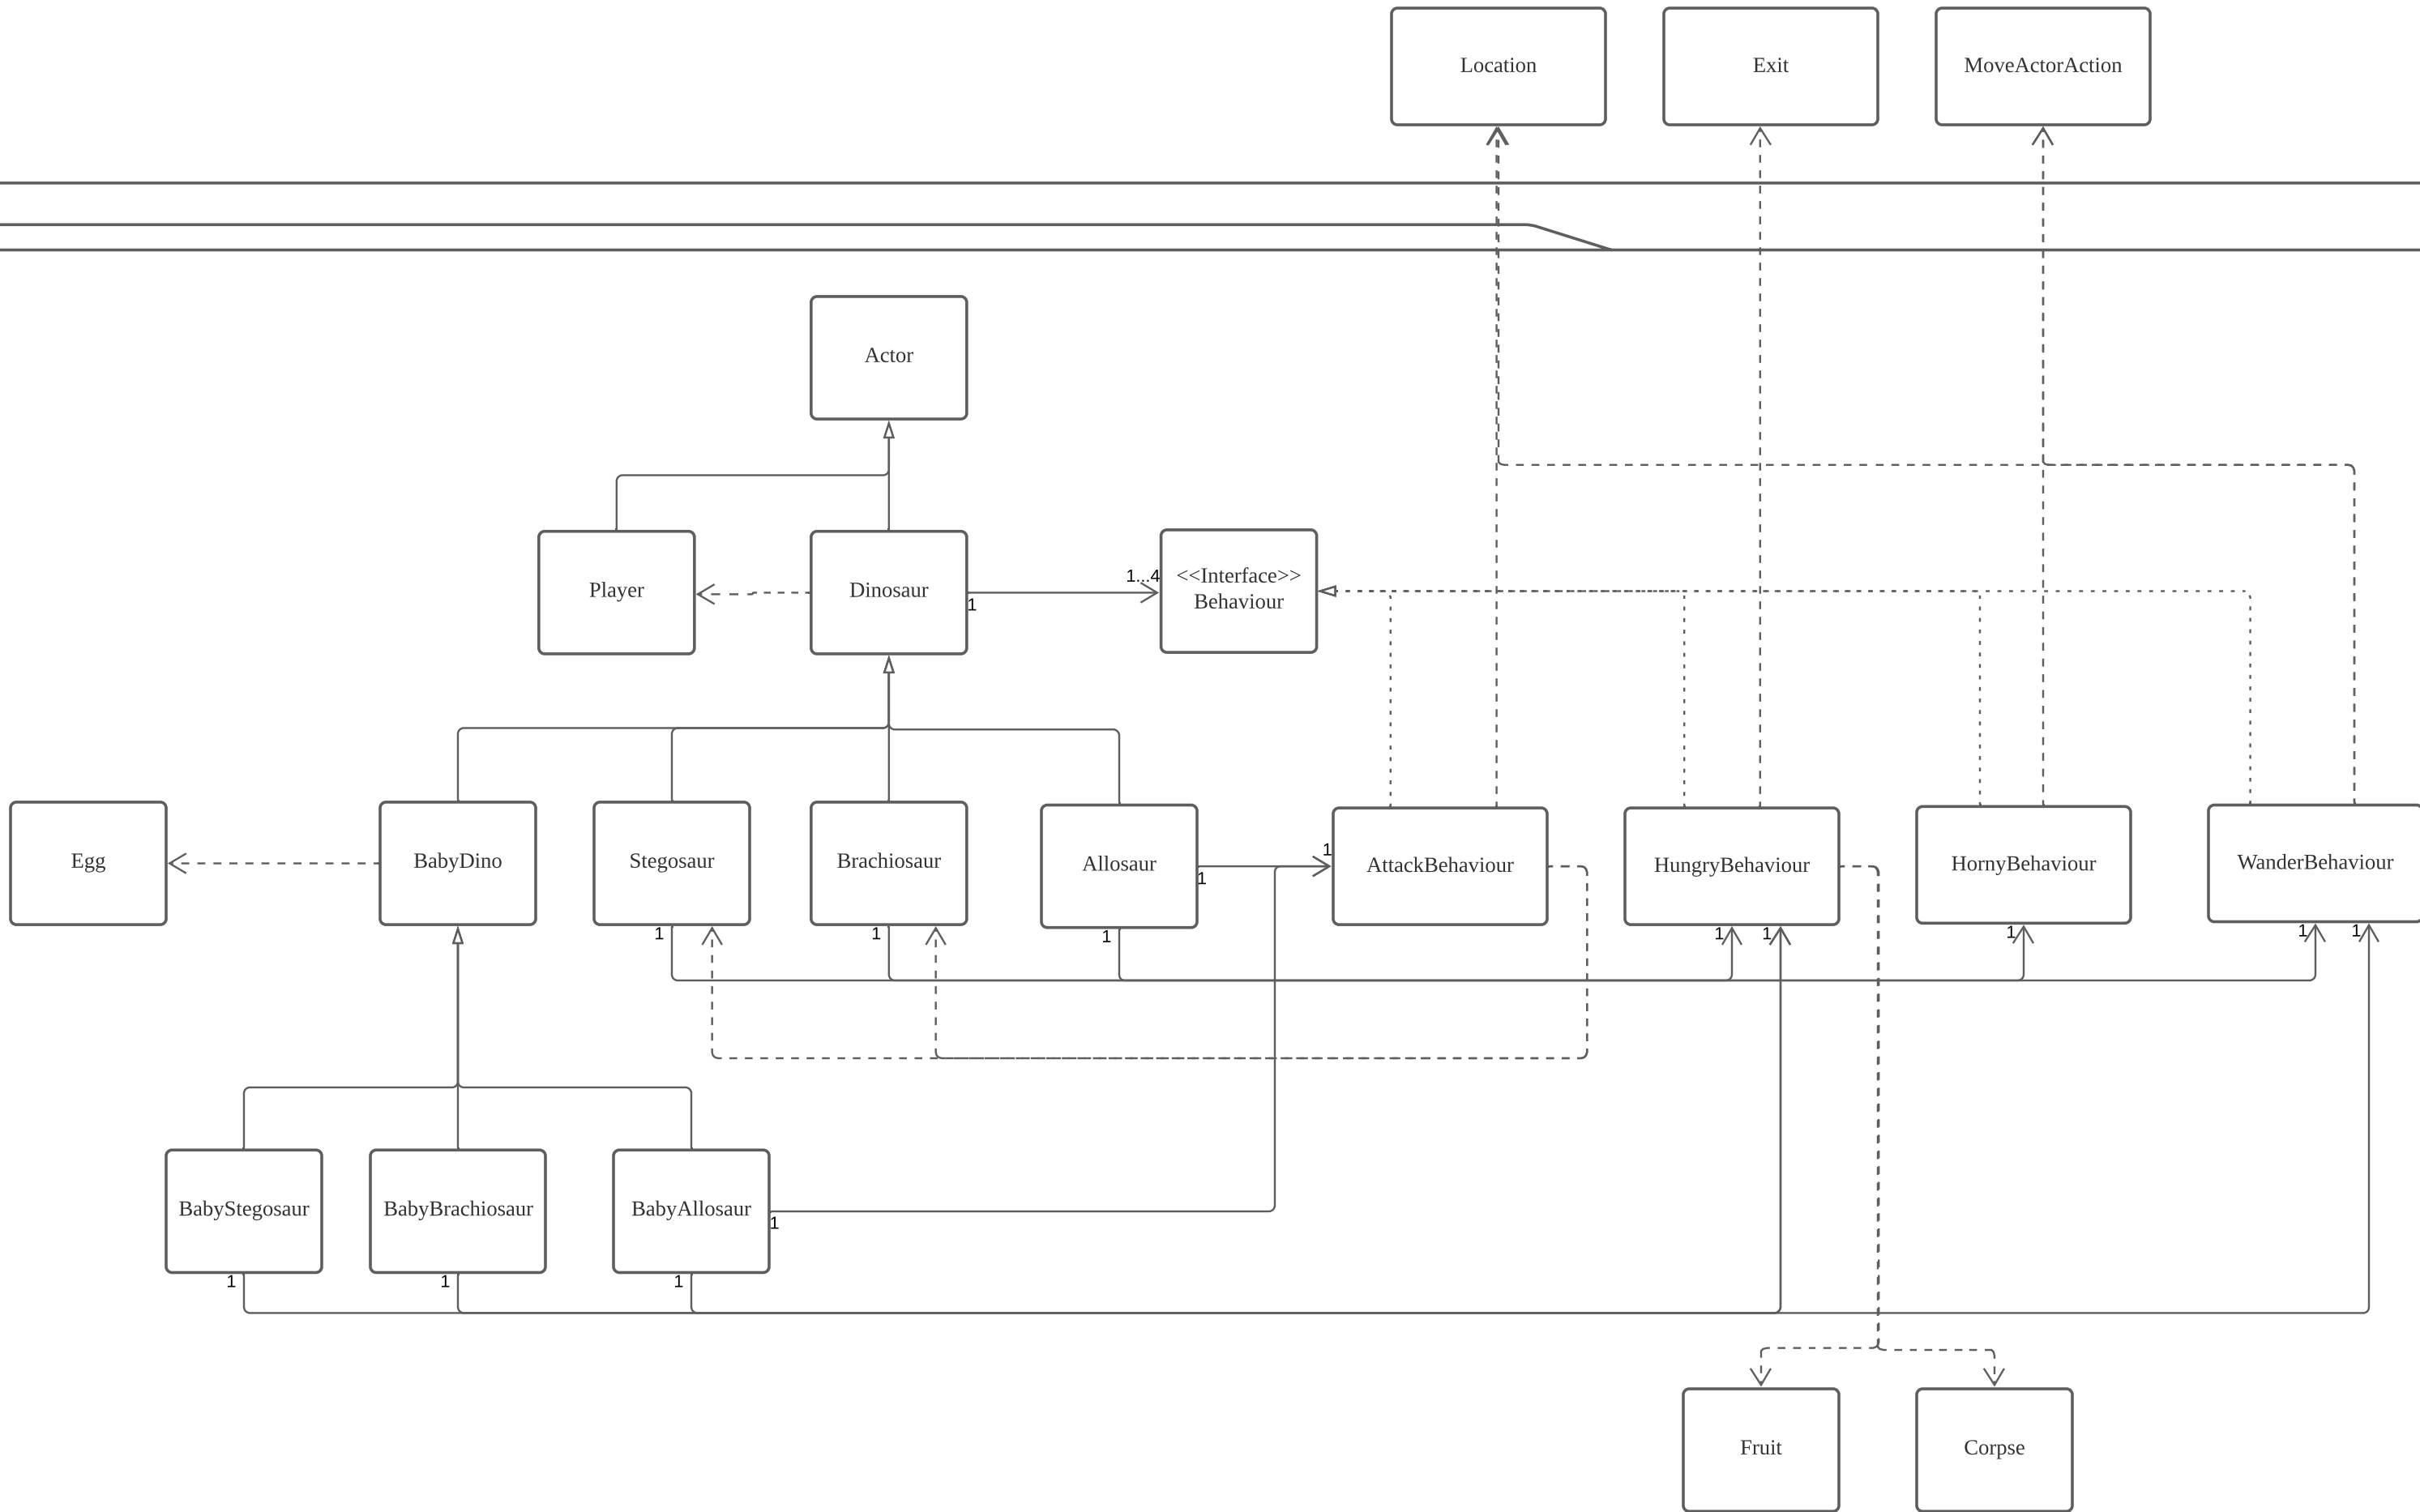 Location
Exit
MoveActorAction
Actor
Player
Dinosaur
1
1...4
<<Interface>>
Behaviour
Egg
BabyDino
Stegosaur
Brachiosaur
Allosaur
1
1
AttackBehaviour
HungryBehaviour
HornyBehaviour
WanderBehaviour
1
1
1
1
1
1
1
1
BabyStegosaur
BabyBrachiosaur
BabyAllosaur
1
1
1
1
Fruit
Corpse